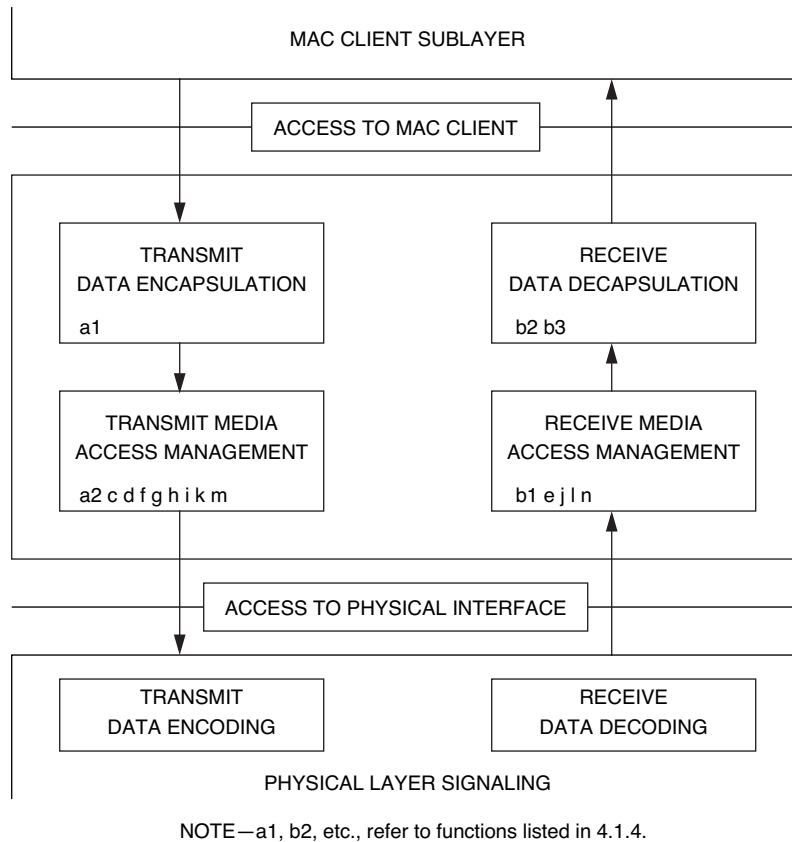 MAC CLIENT SUBLAYER
ACCESS TO MAC CLIENT
TRANSMIT
DATA ENCAPSULATION
a1
RECEIVE
DATA DECAPSULATION
b2 b3
TRANSMIT MEDIA
ACCESS MANAGEMENT
a2 c d f g h i k m
RECEIVE MEDIA
ACCESS MANAGEMENT
b1 e j l n
ACCESS TO PHYSICAL INTERFACE
TRANSMIT
DATA ENCODING
RECEIVE
DATA DECODING
PHYSICAL LAYER SIGNALING
NOTE—a1, b2, etc., refer to functions listed in 4.1.4.